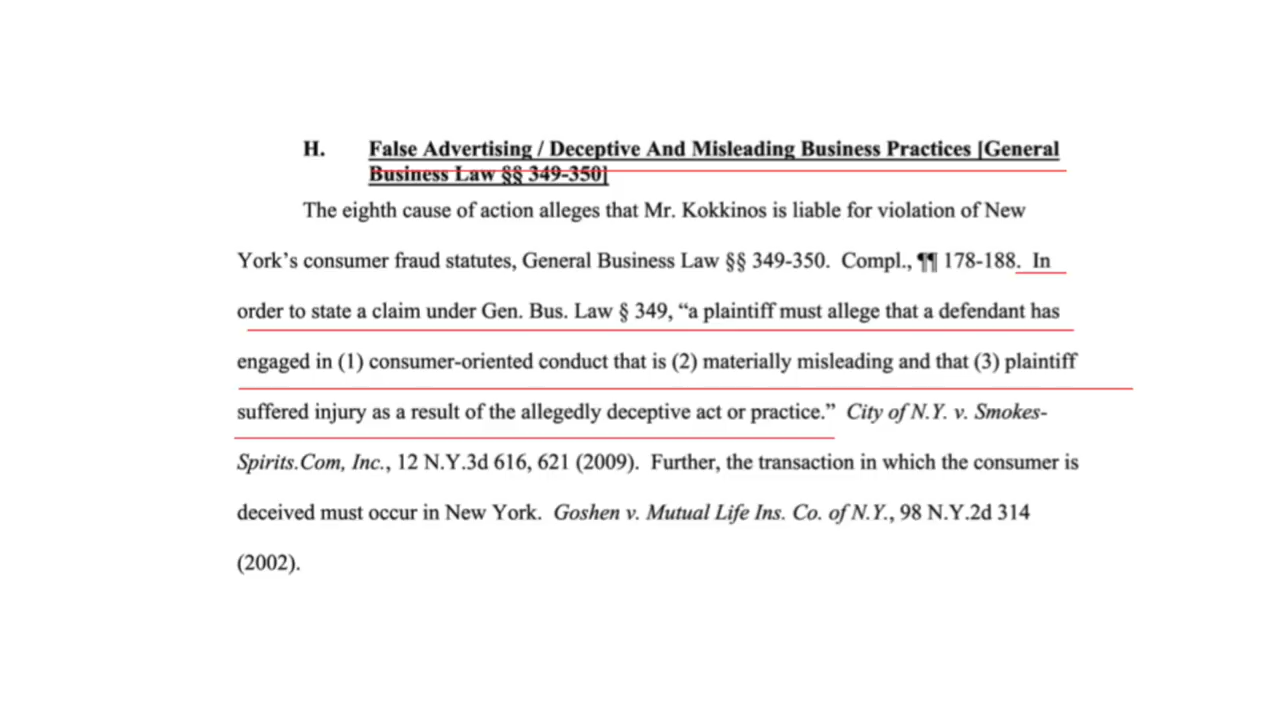 H. False Advertising / Deceptive And Misleading Business Practices [General
Business Law §§ 349-350]
The eighth cause of action alleges that Mr. Kokkinos is liable for violation of New
York’s consumer fraud statutes, General Business Law §§ 349-350. Compl., ¶¶ 178-188. In
order to state a claim under Gen. Bus. Law § 349, “a plaintiff must allege that a defendant has
engaged in (1) consumer-oriented conduct that is (2) materially misleading and that (3) plaintiff
suffered injury as a result of the allegedly deceptive act or practice.” City of N.Y. v. Smokes-
Spirits.Com, Inc., 12 N.Y.3d 616, 621 (2009). Further, the transaction in which the consumer is
deceived must occur in New York. Goshen v. Mutual Life Ins. Co. of N.Y., 98 N.Y.2d 314
(2002).